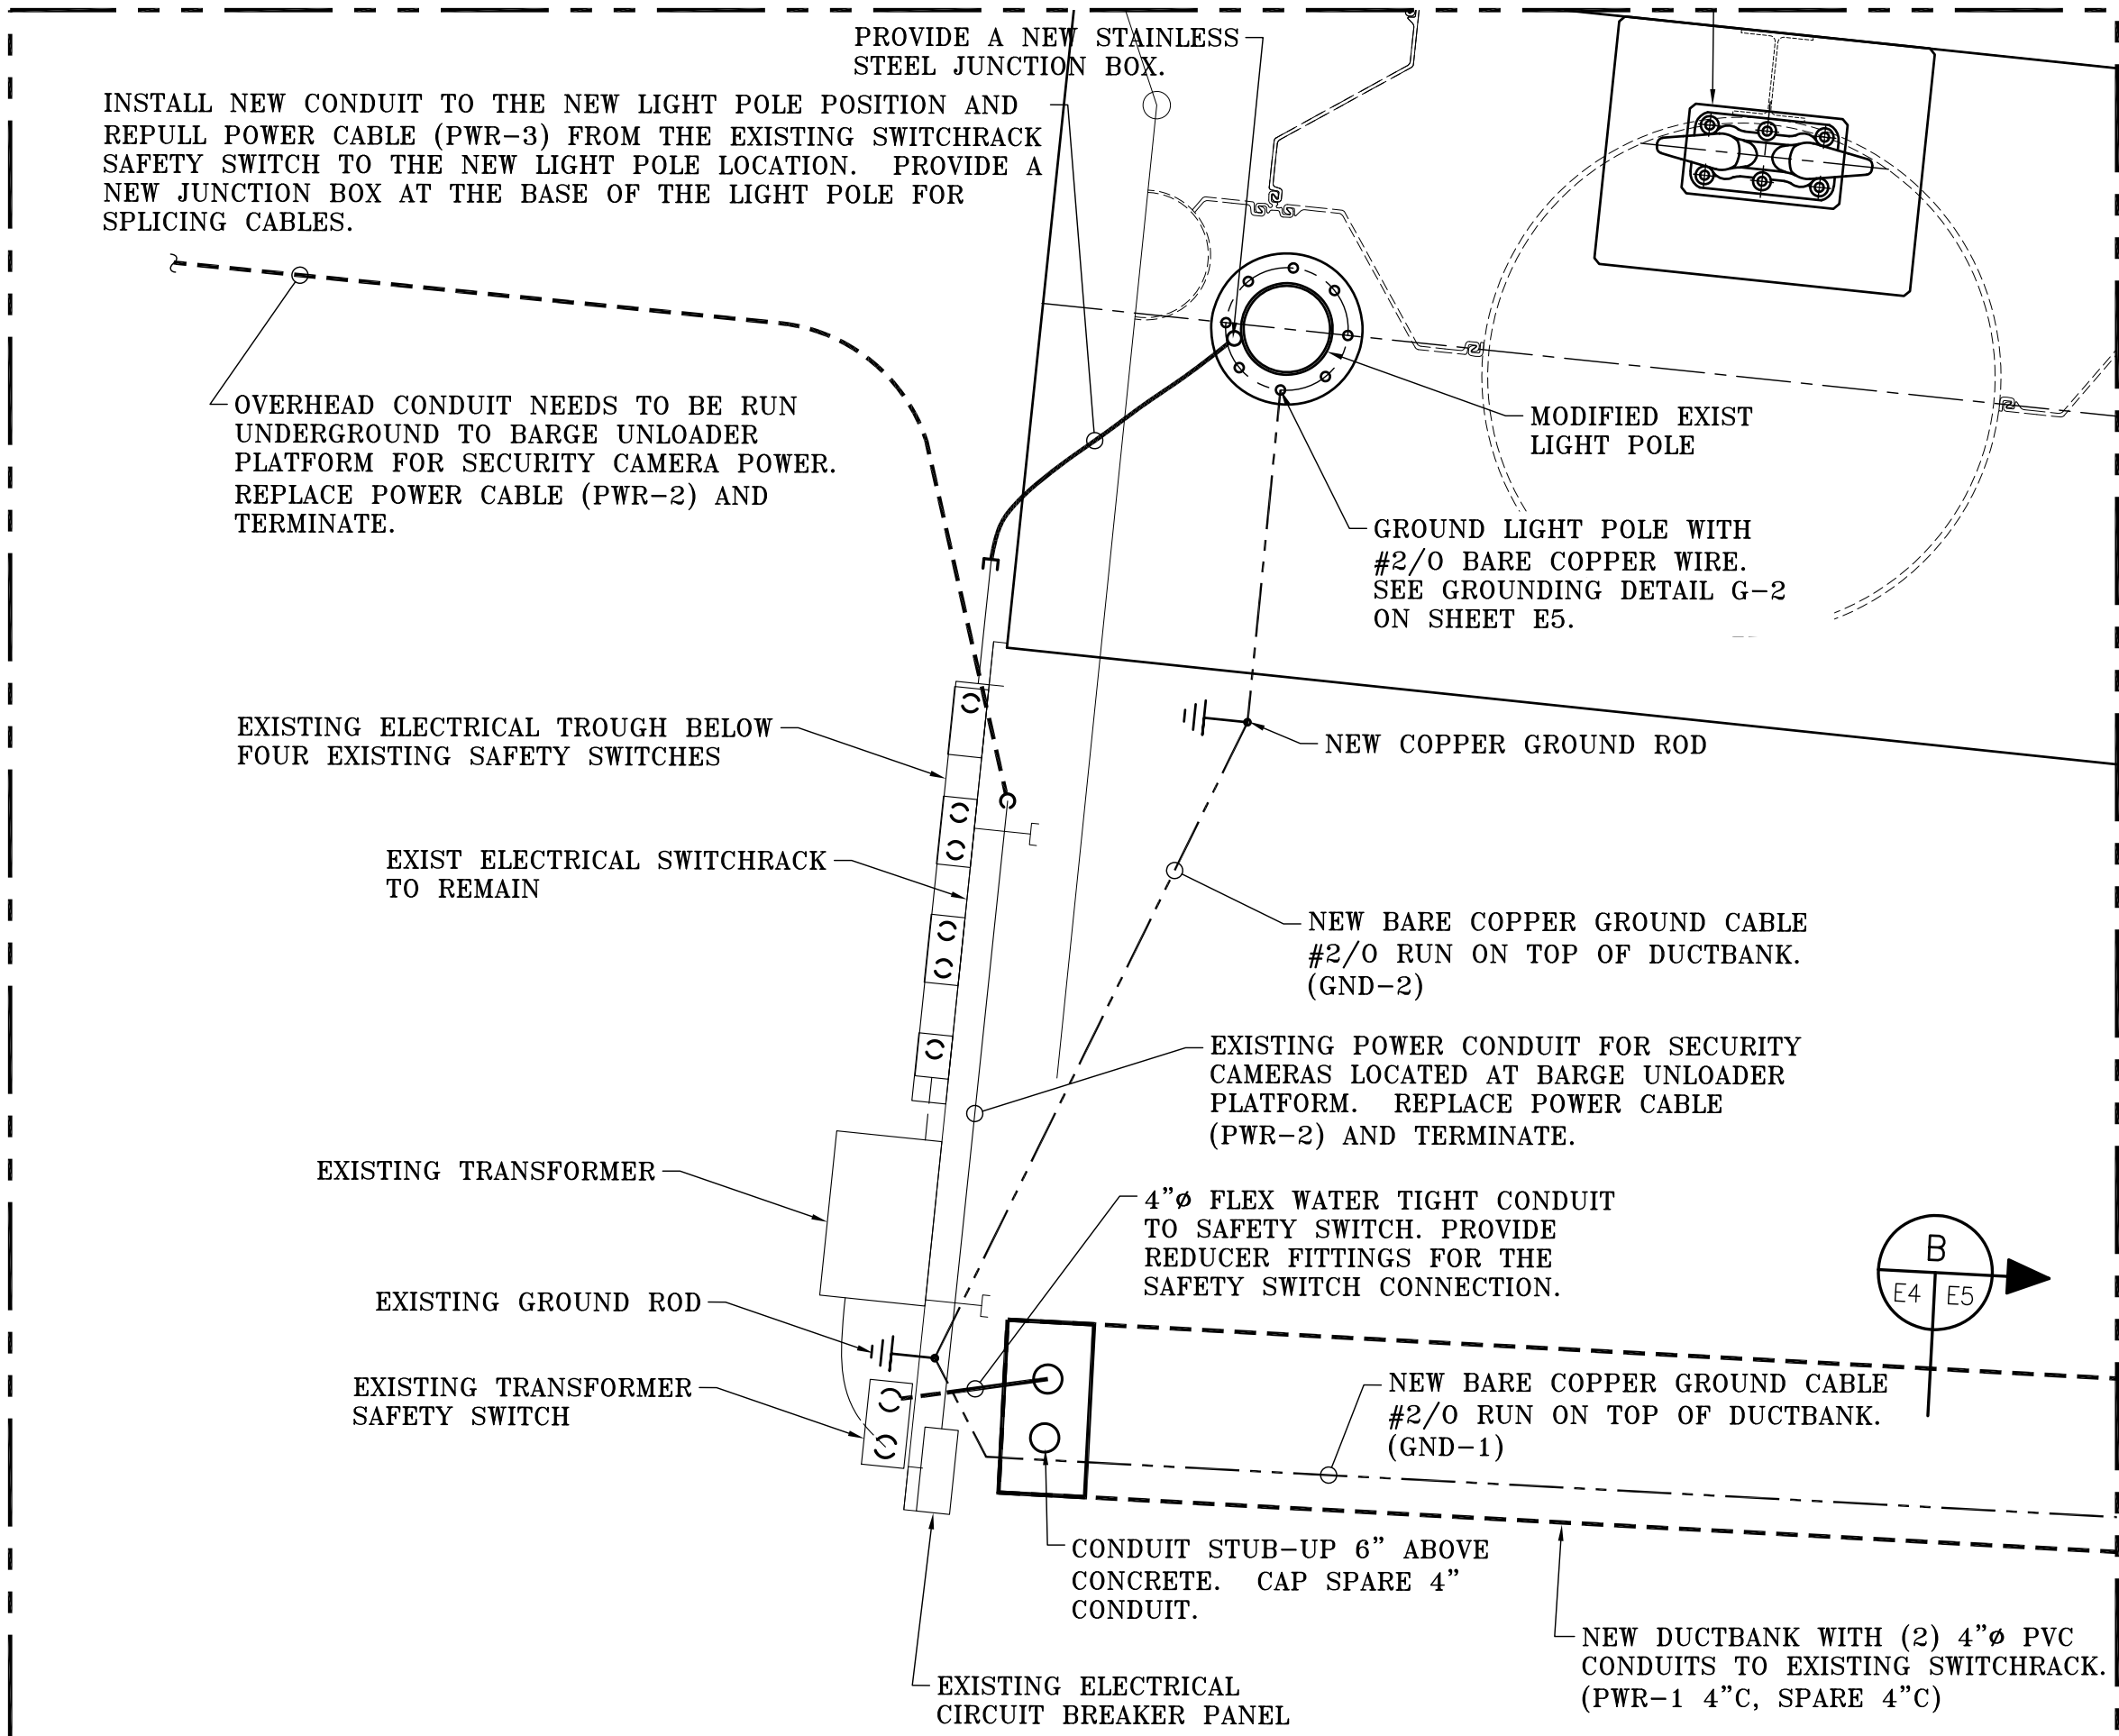 PROVIDE A NEW STAINLESS
STEEL JUNCTION BOX.
INSTALL NEW CONDUIT TO THE NEW LIGHT POLE POSITION AND
REPULL POWER CABLE (PWR-3) FROM THE EXISTING SWITCHRACK
SAFETY SWITCH TO THE NEW LIGHT POLE LOCATION. PROVIDE A
NEW JUNCTION BOX AT THE BASE OF THE LIGHT POLE FOR
SPLICING CABLES.
OVERHEAD CONDUIT NEEDS TO BE RUN
UNDERGROUND TO BARGE UNLOADER
PLATFORM FOR SECURITY CAMERA POWER.
REPLACE POWER CABLE (PWR-2) AND
TERMINATE.
MODIFIED EXIST
LIGHT POLE
GROUND LIGHT POLE WITH
#2/0 BARE COPPER WIRE.
SEE GROUNDING DETAIL G-2
ON SHEET E5.
EXISTING ELECTRICAL TROUGH BELOW
FOUR EXISTING SAFETY SWITCHES
NEW COPPER GROUND ROD
EXIST ELECTRICAL SWITCHRACK
TO REMAIN
NEW BARE COPPER GROUND CABLE
#2/0 RUN ON TOP OF DUCTBANK.
(GND-2)
EXISTING POWER CONDUIT FOR SECURITY
CAMERAS LOCATED AT BARGE UNLOADER
PLATFORM. REPLACE POWER CABLE
(PWR-2) AND TERMINATE.
EXISTING TRANSFORMER
4"ø FLEX WATER TIGHT CONDUIT
TO SAFETY SWITCH. PROVIDE
REDUCER FITTINGS FOR THE
SAFETY SWITCH CONNECTION.
B
E4 E5
EXISTING GROUND ROD
EXISTING TRANSFORMER
SAFETY SWITCH
NEW BARE COPPER GROUND CABLE
#2/0 RUN ON TOP OF DUCTBANK.
(GND-1)
CONDUIT STUB-UP 6" ABOVE
CONCRETE. CAP SPARE 4"
CONDUIT.
NEW DUCTBANK WITH (2) 4"ø PVC
CONDUITS TO EXISTING SWITCHRACK.
(PWR-1 4"C, SPARE 4"C)
EXISTING ELECTRICAL
CIRCUIT BREAKER PANEL